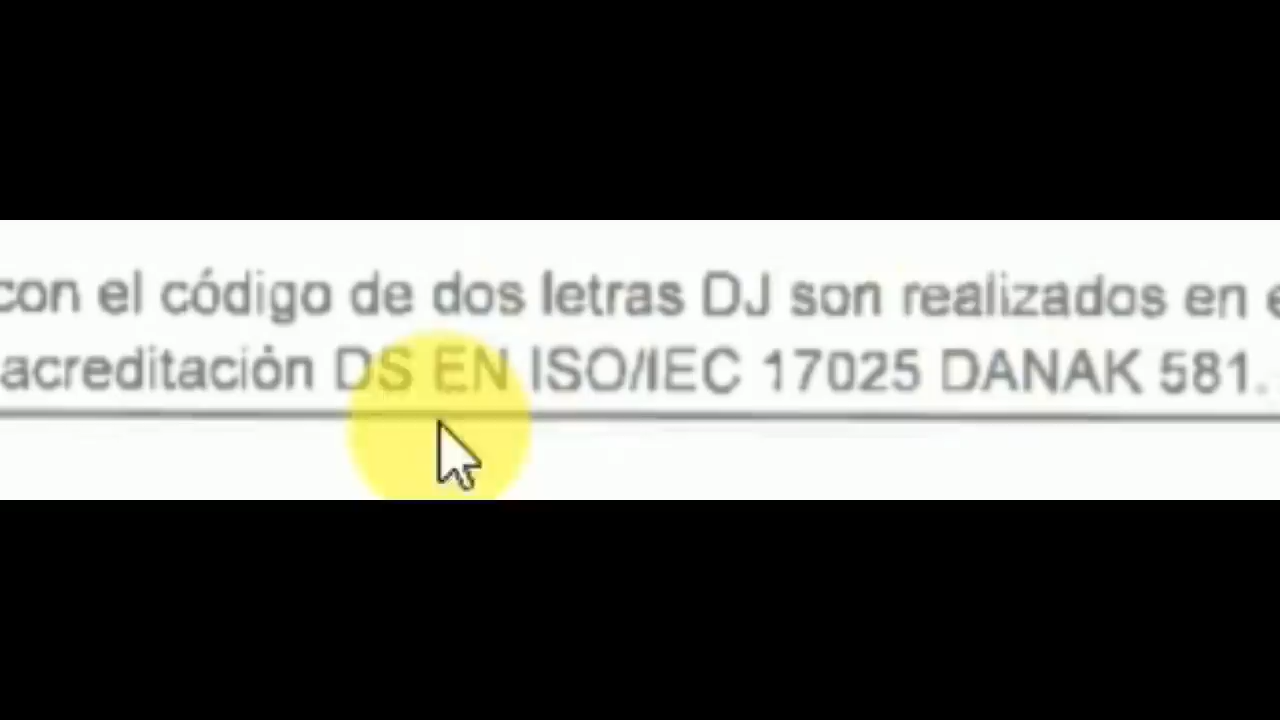 con el código de dos letras DJ son realizados en e
acreditación DS EN ISO/IEC 17025 DANAK 581.